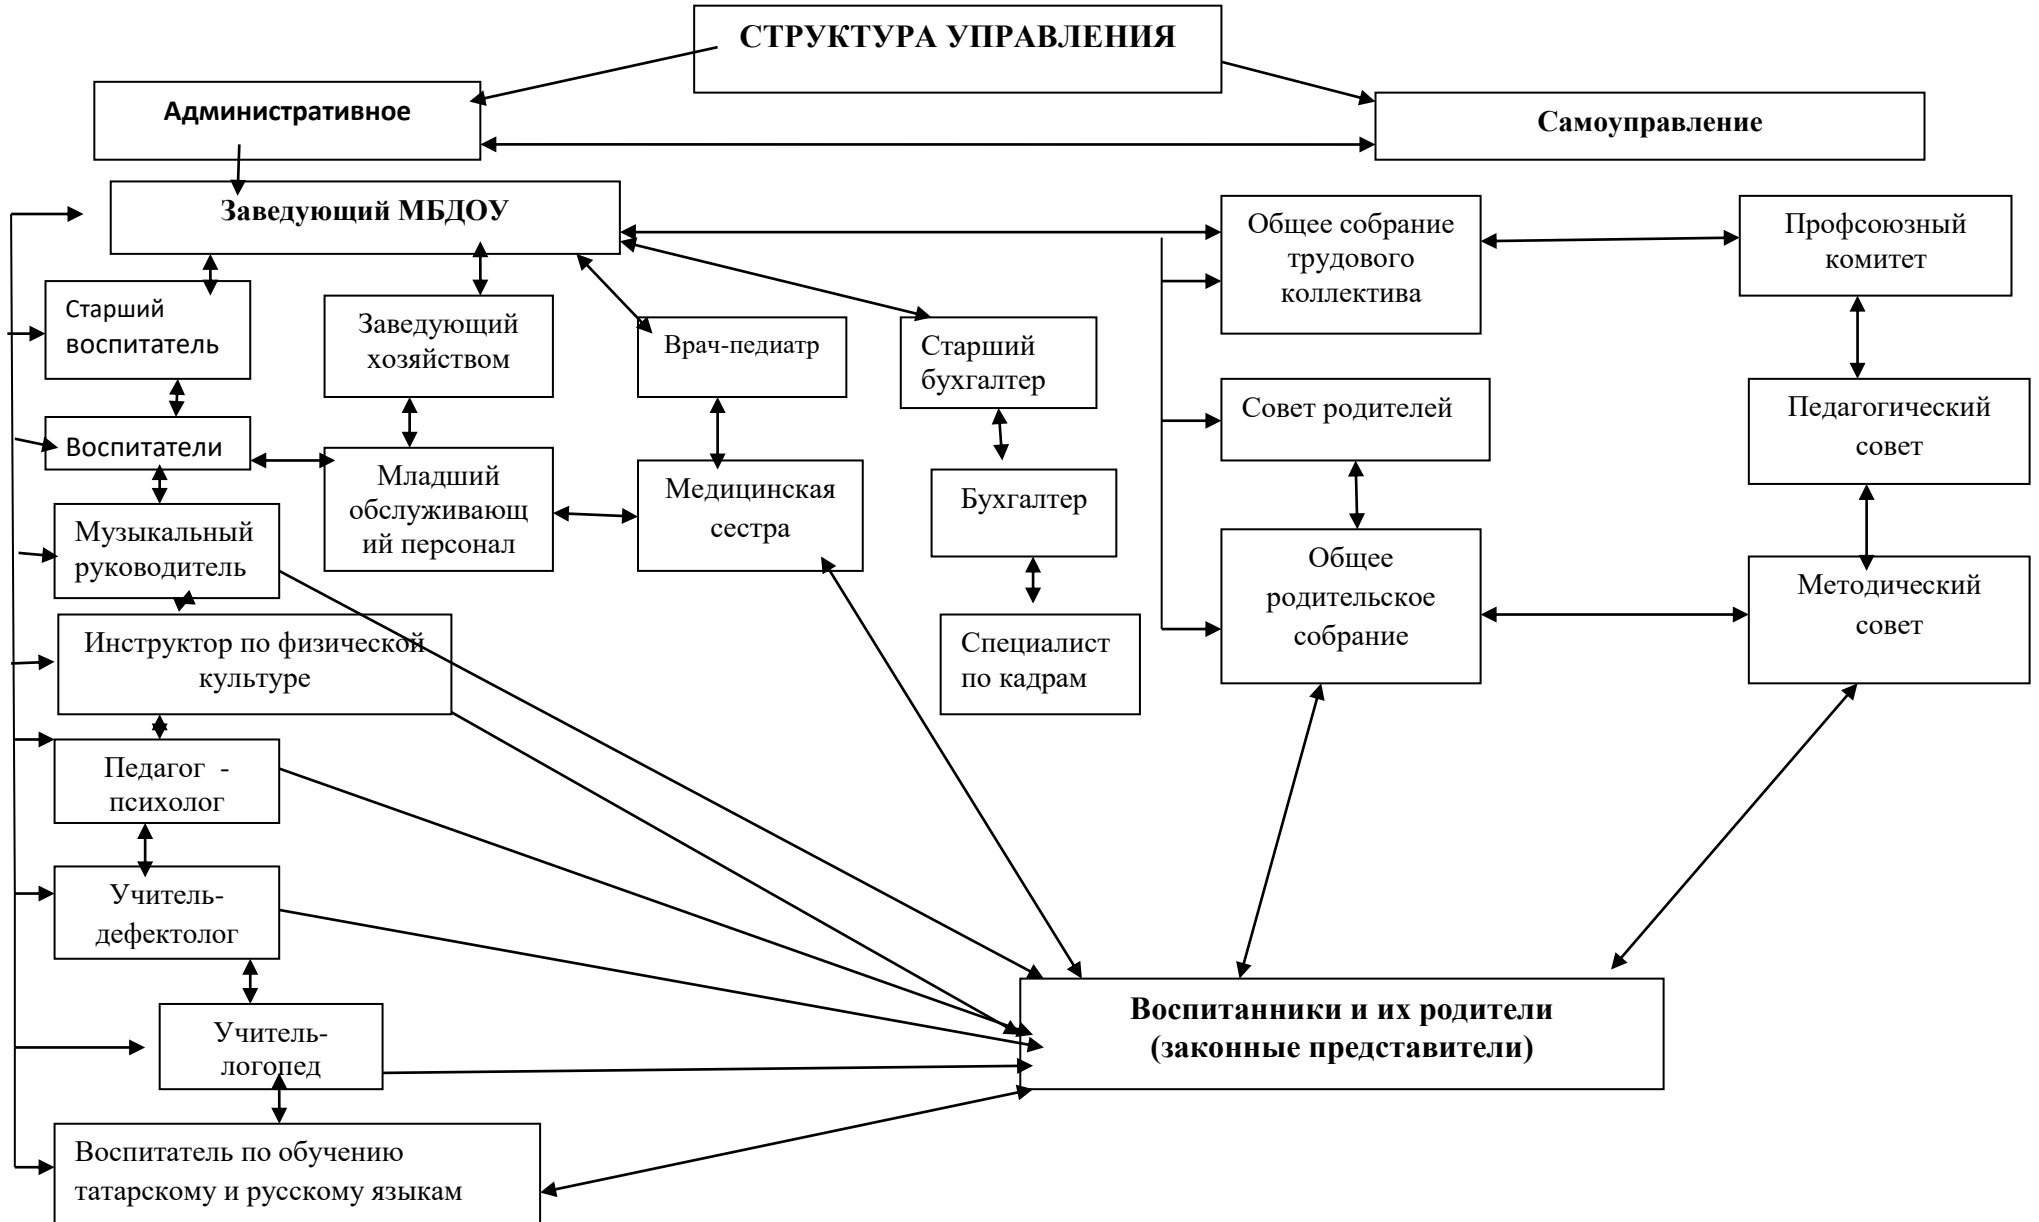 СТРУКТУРА УПРАВЛЕНИЯ
Административное
Самоуправление
Заведующий МБДОУ
Общее собрание
трудового
коллектива
Профсоюзный
комитет
Старший
воспитатель
Заведующий
хозяйством
Врач-педиатр
Старший
бухгалтер
Совет родителей
Педагогический
совет
Воспитатели
Младший
обслуживающ
ий персонал
Медицинская
сестра
Бухгалтер
Музыкальный
руководитель
Общее
родительское
собрание
Методический
совет
Инструктор по физической
культуре
Специалист
по кадрам
Педагог -
психолог
Учитель-
дефектолог
Воспитанники и их родители
(законные представители)
Учитель-
логопед
Воспитатель по обучению
татарскому и русскому языкам